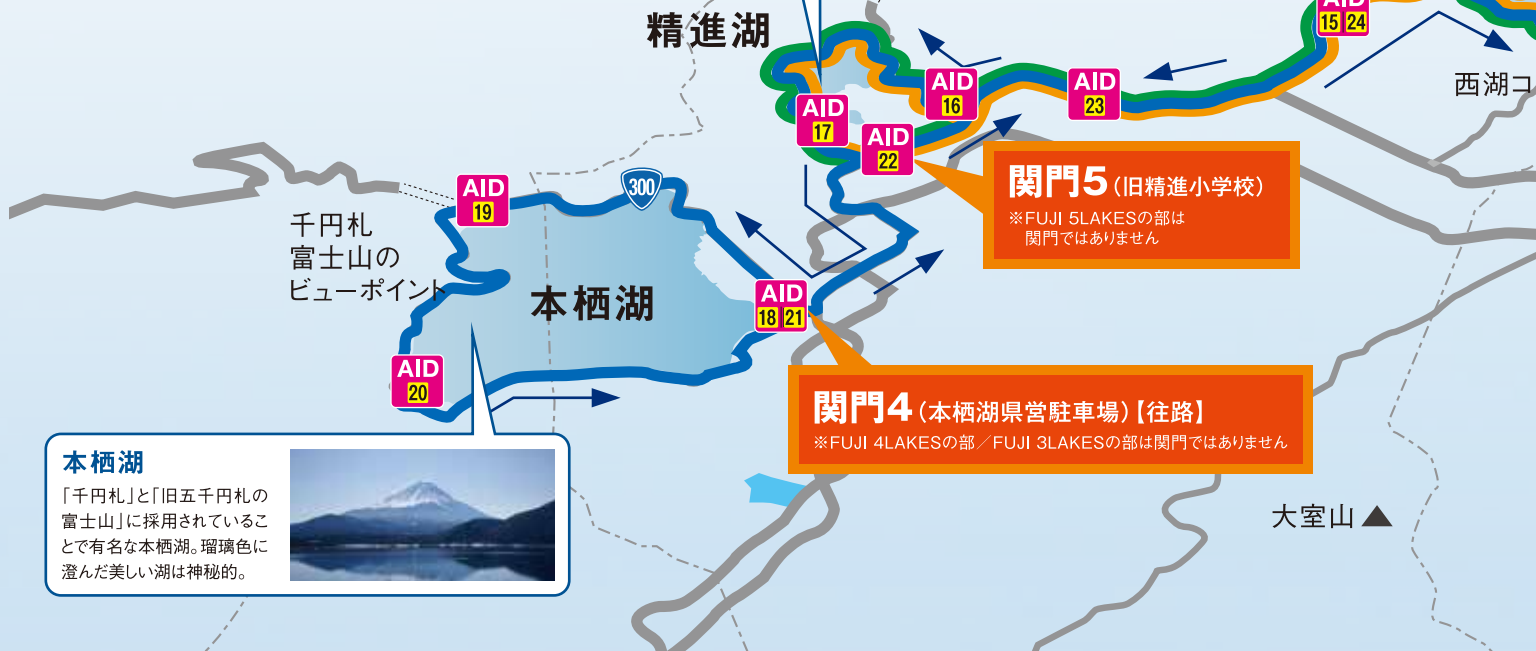 精進湖
AID
15 24
西湖コ
AID
16
AID
23
AID
17
AID
22
関門5(旧精進小学校)
※FUJI 5LAKESの部は
関門ではありません
AID
19
300
千円札
富士山の
ビューポイント
本栖湖
AID
18 21
AID
20
関門4(本栖湖県営駐車場)【往路】
※FUJI 4LAKESの部／FUJI 3LAKESの部は関門ではありません
本栖湖
「千円札」と「旧五千円札の
富士山」に採用されているこ
とで有名な本栖湖。瑠璃色に
澄んだ美しい湖は神秘的。
大室山